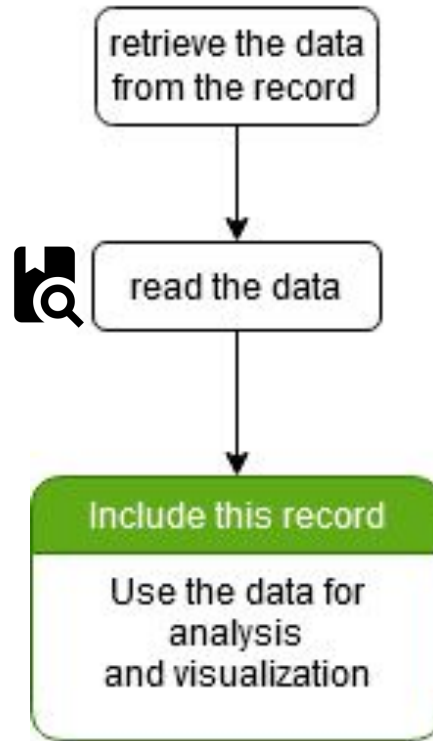 retrieve the data
from the record
read the data
Include this record
Use the data for
analysis
and visualization